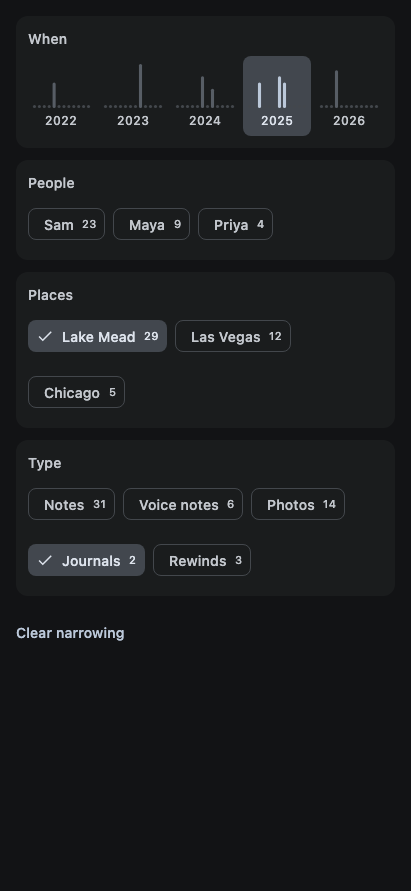 When
2022 2023 2024 2025 2026
People
Sam 23 Maya 9 Priya 4
Places
Lake Mead 29 Las Vegas 12
Chicago 5
Type
Notes 31 Voice notes 6 Photos 14
Journals 2 Rewinds 3
Clear narrowing